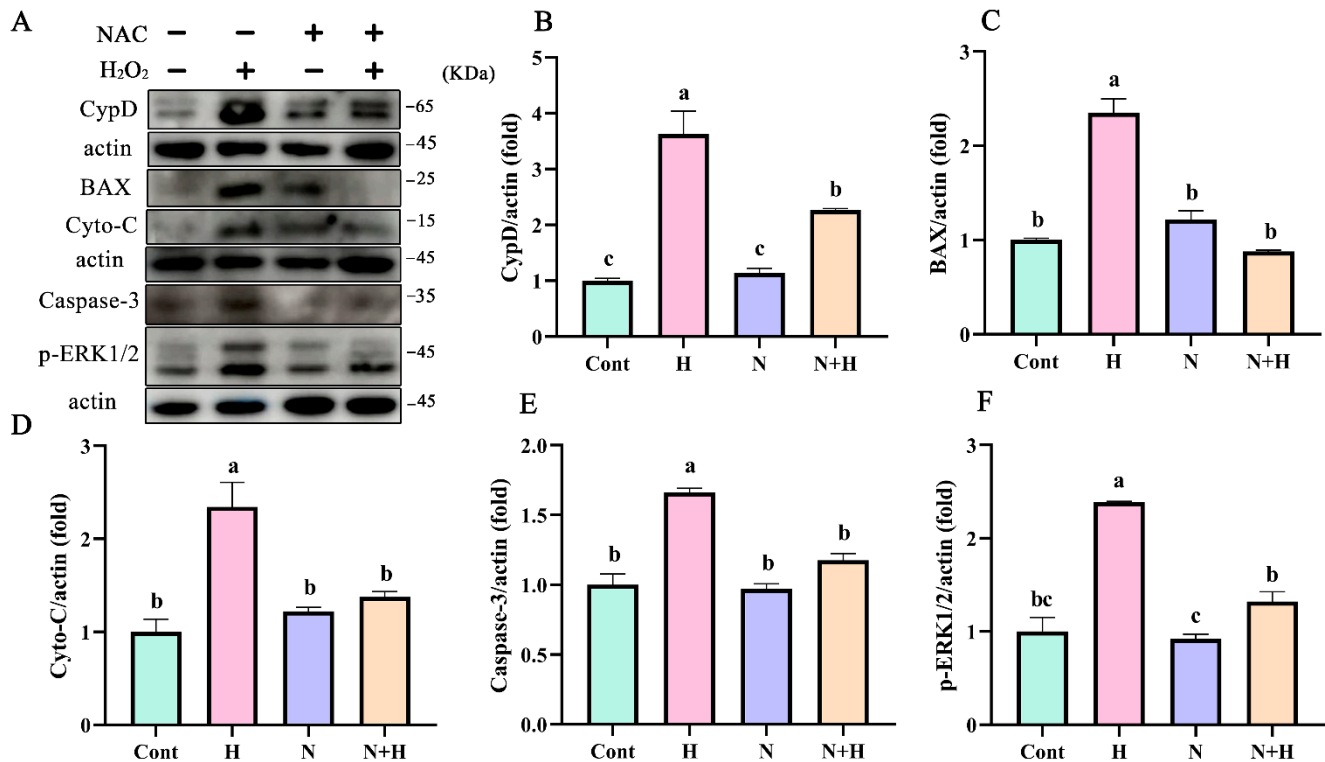 A
NAC − − + +
H₂O₂ − + − + (KDa)
CypD −65
actin −45
BAX −25
Cyto-C −15
actin −45
Caspase-3 −35
p-ERK1/2 −45
actin −45
B
CypD/actin (fold)
5
4
3
2
1
0
a
b
c
c
Cont H N N+H
C
BAX/actin (fold)
3
2
1
0
a
b
b
b
Cont H N N+H
D
Cyto-C/actin (fold)
3
2
1
0
a
b
b
b
Cont H N N+H
E
Caspase-3/actin (fold)
2.0
1.5
1.0
0.5
0.0
a
b
b
b
Cont H N N+H
F
p-ERK1/2/actin (fold)
3
2
1
0
a
bc
c
b
Cont H N N+H